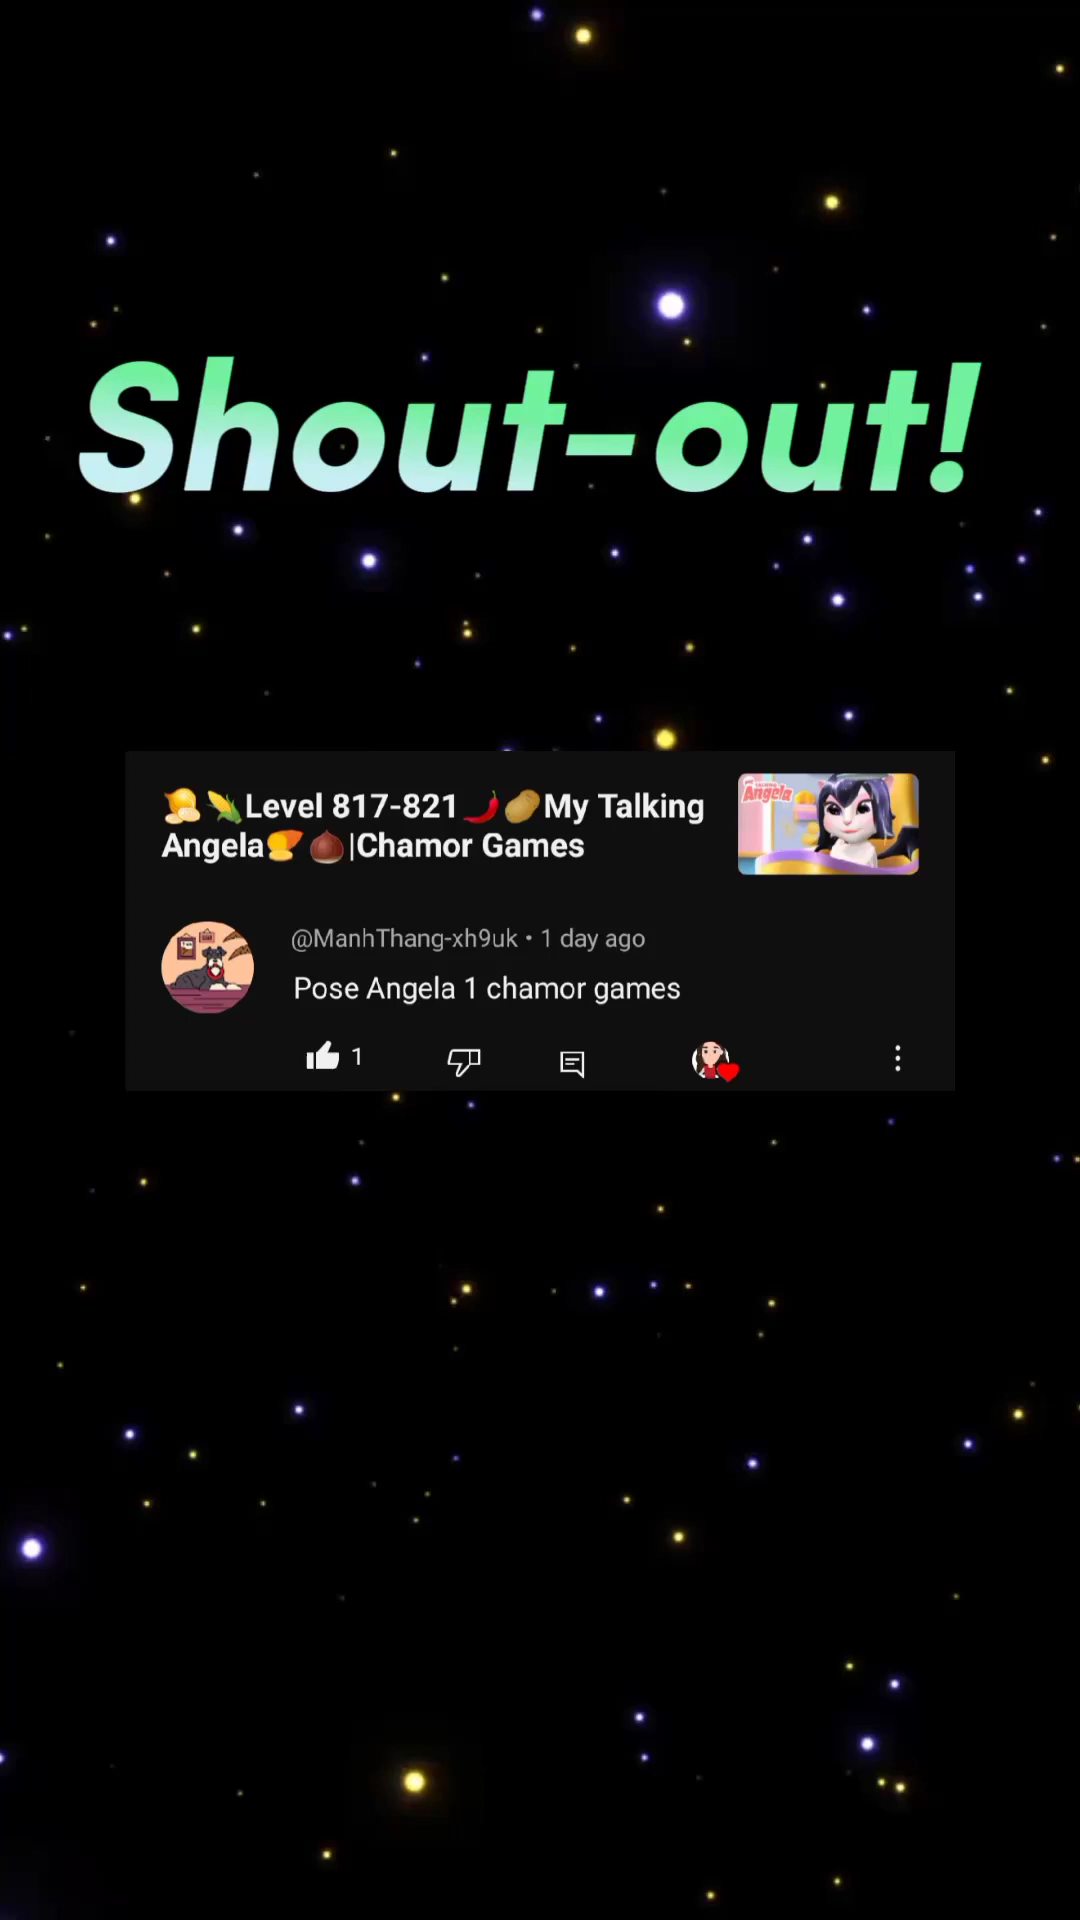 Shout-out!
🫚🌽Level 817-821🌶️🥔My Talking
Angela🍠🌰|Chamor Games
Angela
@ManhThang-xh9uk • 1 day ago
Pose Angela 1 chamor games
1